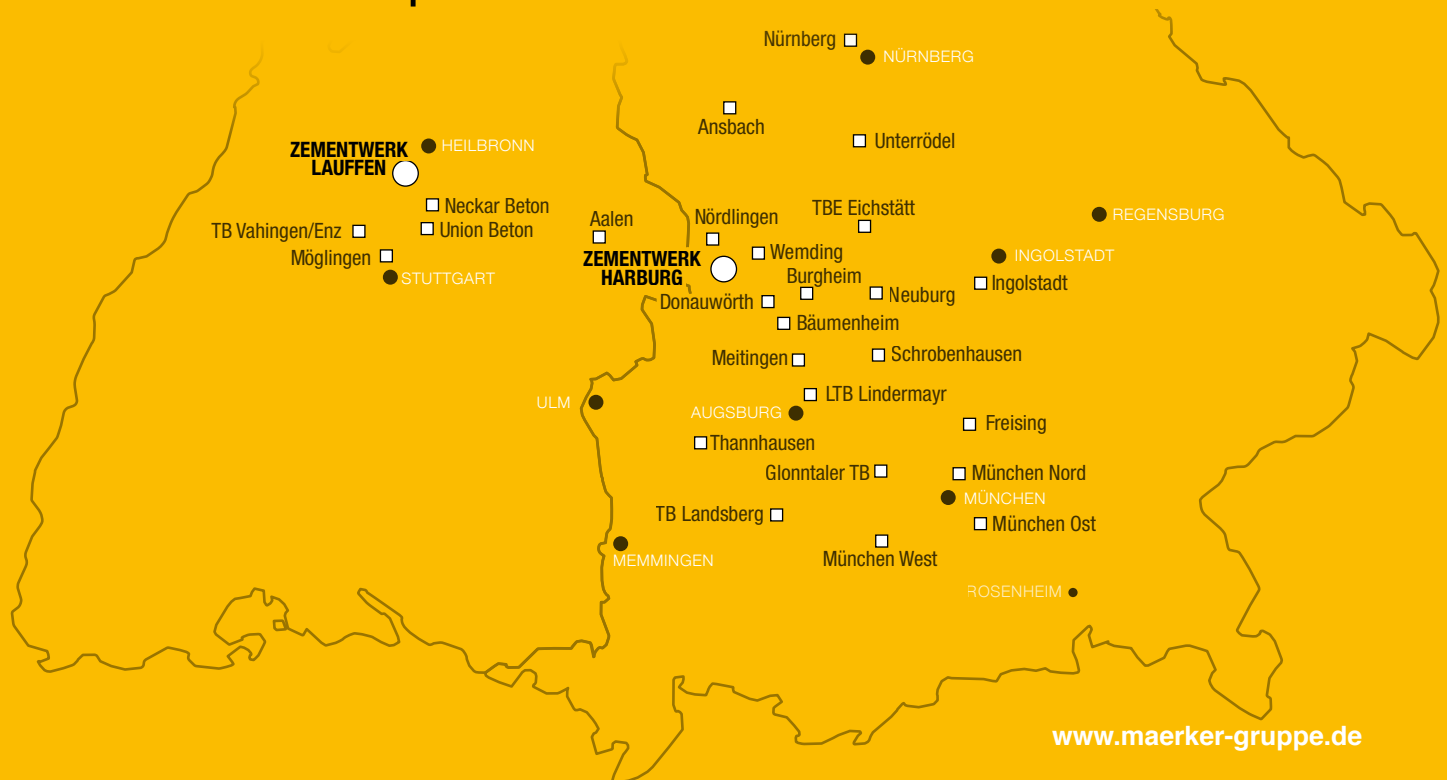 Nürnberg
NÜRNBERG
Ansbach
Unterrödel
ZEMENTWERK
LAUFFEN
HEILBRONN
Neckar Beton
TB Vahingen/Enz
Union Beton
Möglingen
STUTTGART
Aalen
Nördlingen
TBE Eichstätt
REGENSBURG
ZEMENTWERK
HARBURG
Wemding
INGOLSTADT
Burgheim
Ingolstadt
Donauwörth
Neuburg
Bäumenheim
Meitingen
Schrobenhausen
ULM
LTB Lindermayr
AUGSBURG
Freising
Thannhausen
Glonntaler TB
München Nord
MÜNCHEN
TB Landsberg
München Ost
MEMMINGEN
München West
ROSENHEIM
www.maerker-gruppe.de